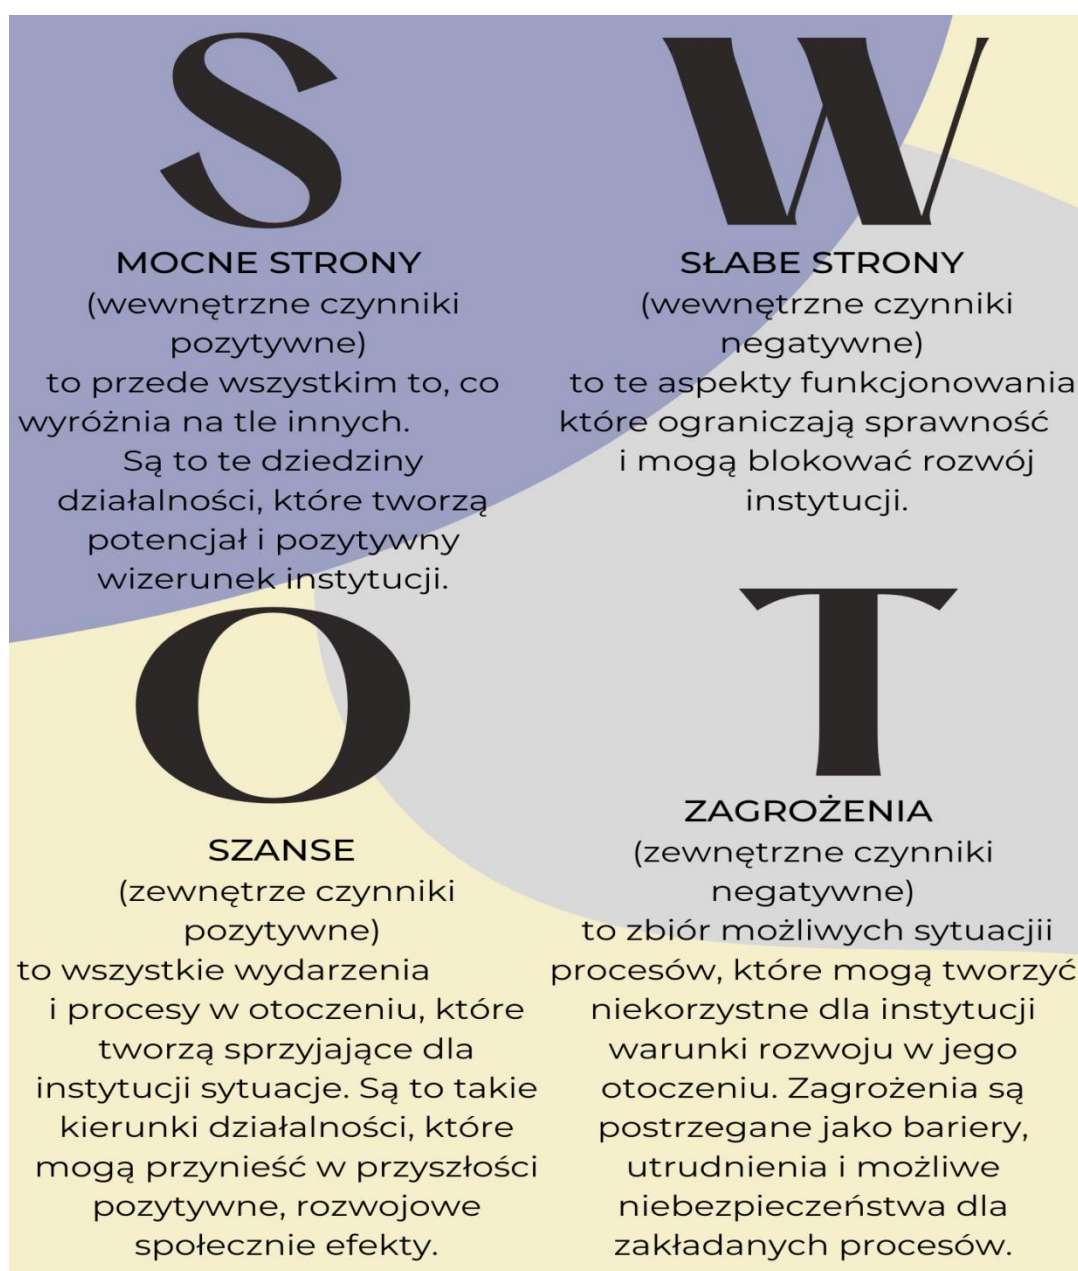 S
MOCNE STRONY
(wewnętrzne czynniki
pozytywne)
to przede wszystkim to, co
wyróżnia na tle innych.
Są to te dziedziny
działalności, które tworzą
potencjał i pozytywny
wizerunek instytucji.
W
SŁABE STRONY
(wewnętrzne czynniki
negatywne)
to te aspekty funkcjonowania
które ograniczają sprawność
i mogą blokować rozwój
instytucji.
O
SZANSE
(zewnętrze czynniki
pozytywne)
to wszystkie wydarzenia
i procesy w otoczeniu, które
tworzą sprzyjające dla
instytucji sytuacje. Są to takie
kierunki działalności, które
mogą przynieść w przyszłości
pozytywne, rozwojowe
społecznie efekty.
T
ZAGROŻENIA
(zewnętrzne czynniki
negatywne)
to zbiór możliwych sytuacjii
procesów, które mogą tworzyć
niekorzystne dla instytucji
warunki rozwoju w jego
otoczeniu. Zagrożenia są
postrzegane jako bariery,
utrudnienia i możliwe
niebezpieczeństwa dla
zakładanych procesów.